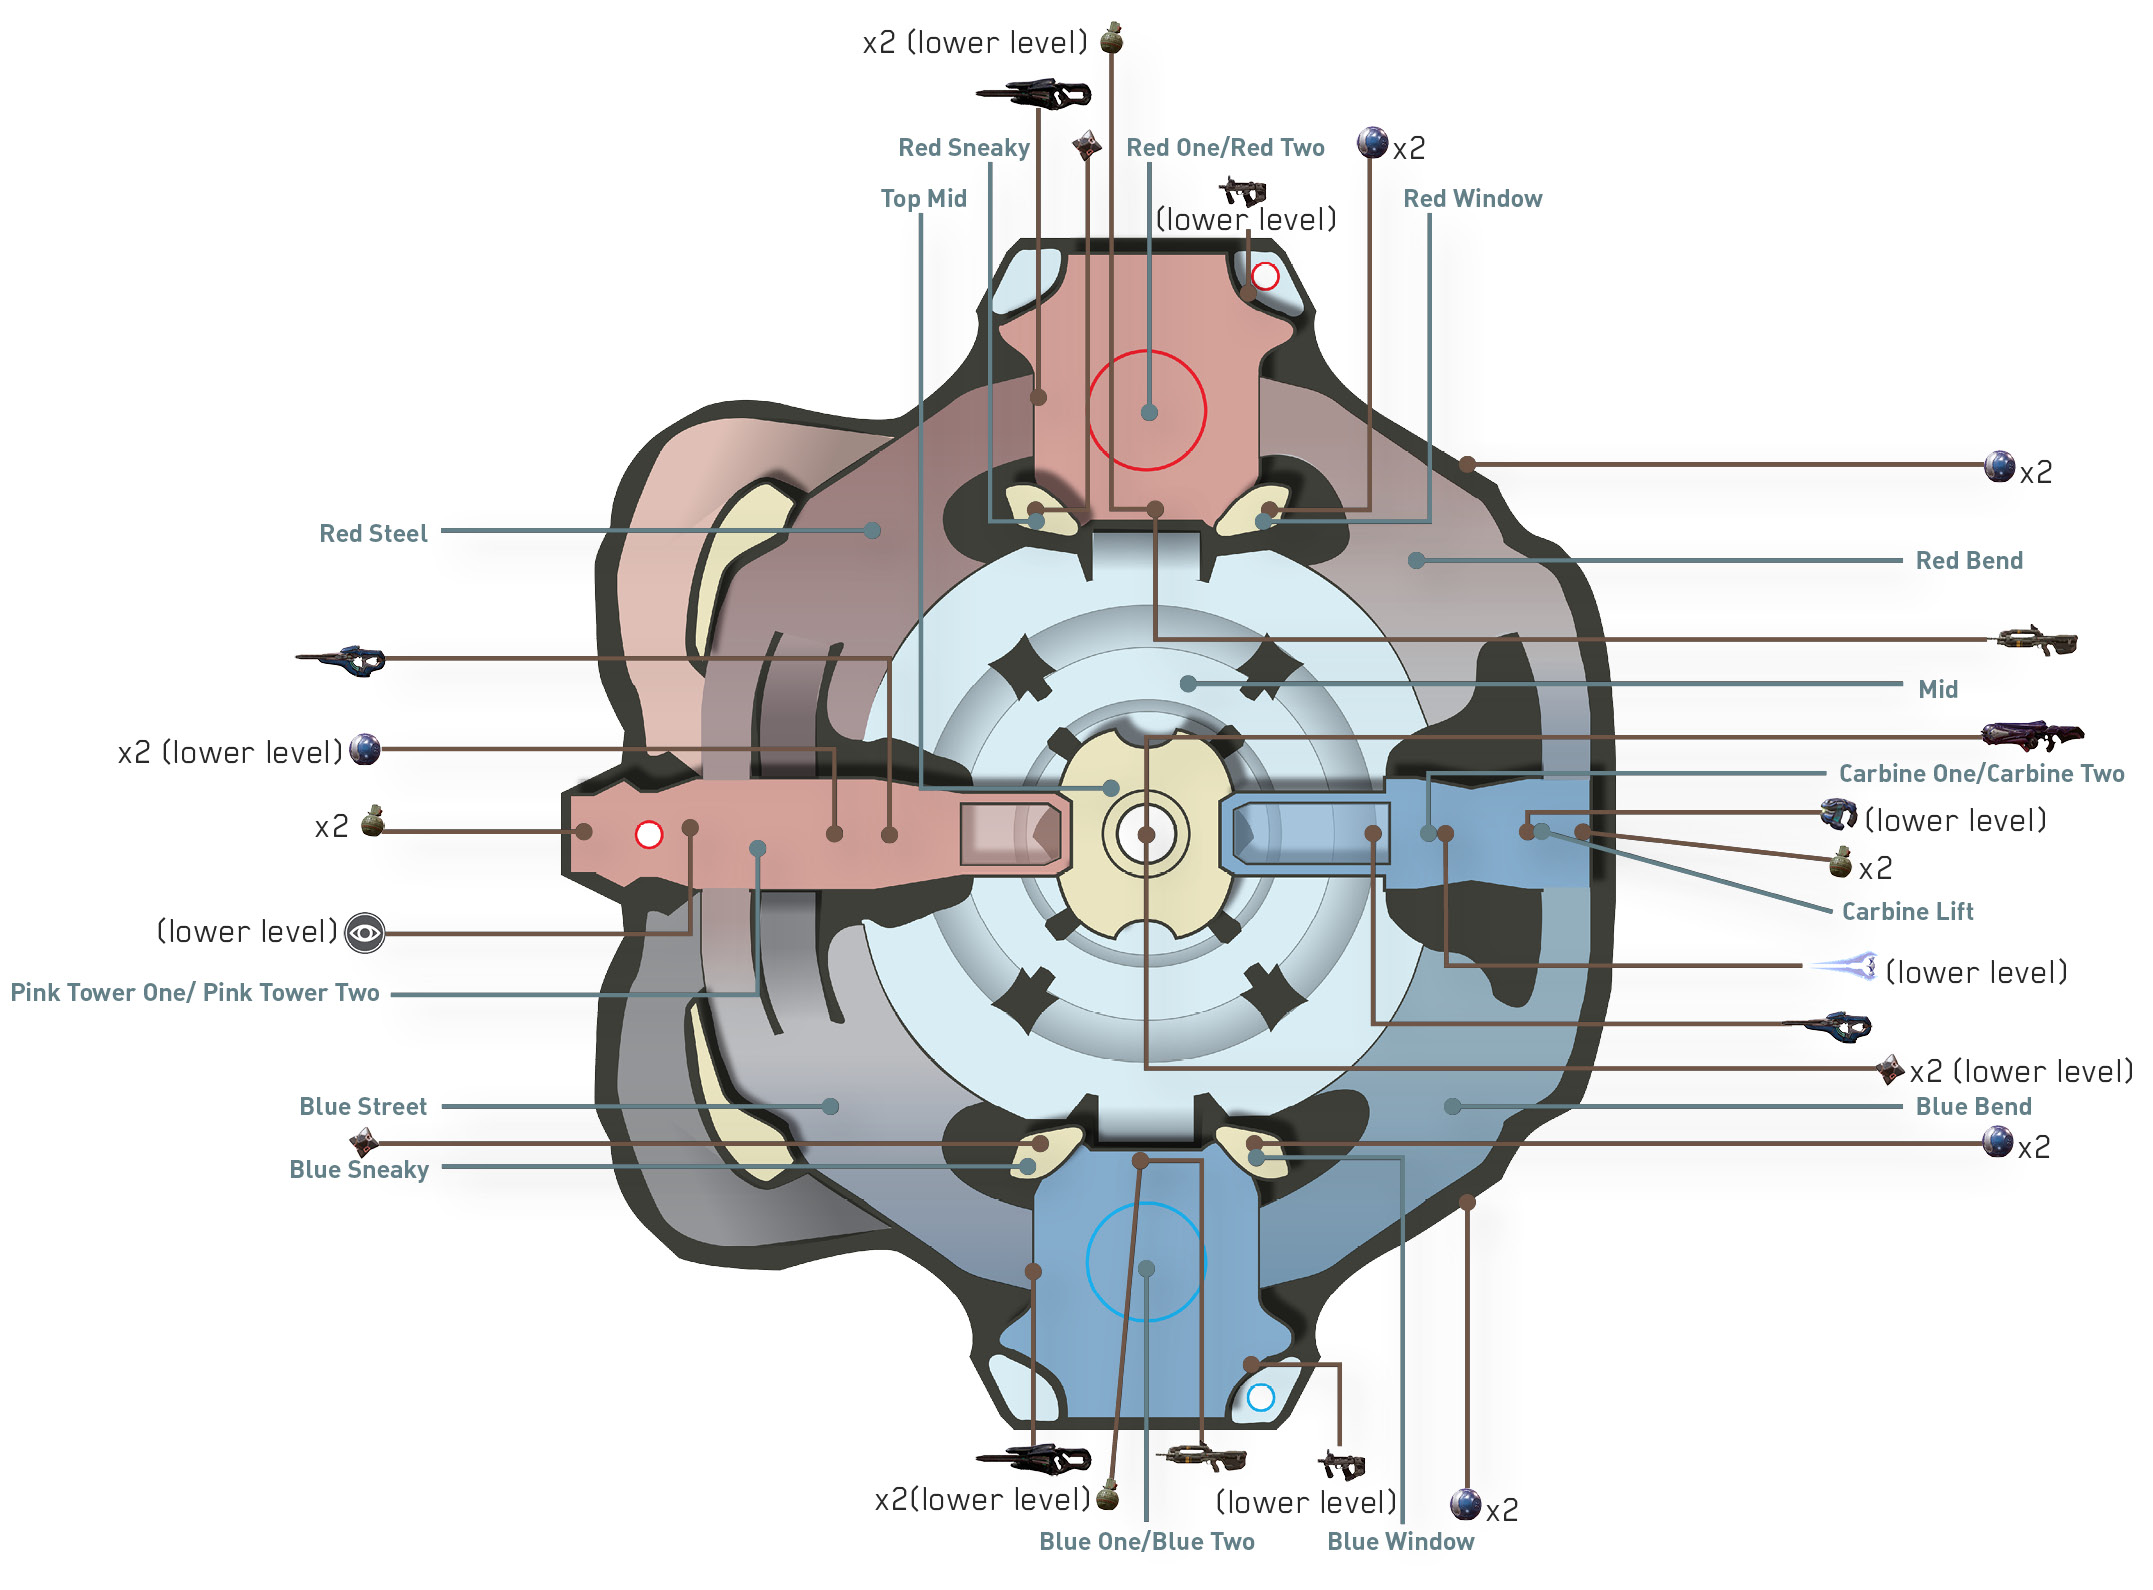 x2 (lower level)
Red Sneaky
Red One/Red Two
x2
Top Mid
(lower level)
Red Window
x2
Red Steel
Red Bend
Mid
x2 (lower level)
Carbine One/Carbine Two
x2
(lower level)
x2
Carbine Lift
(lower level)
(lower level)
Pink Tower One/ Pink Tower Two
x2 (lower level)
Blue Street
Blue Bend
x2
Blue Sneaky
x2(lower level)
(lower level)
x2
Blue One/Blue Two
Blue Window